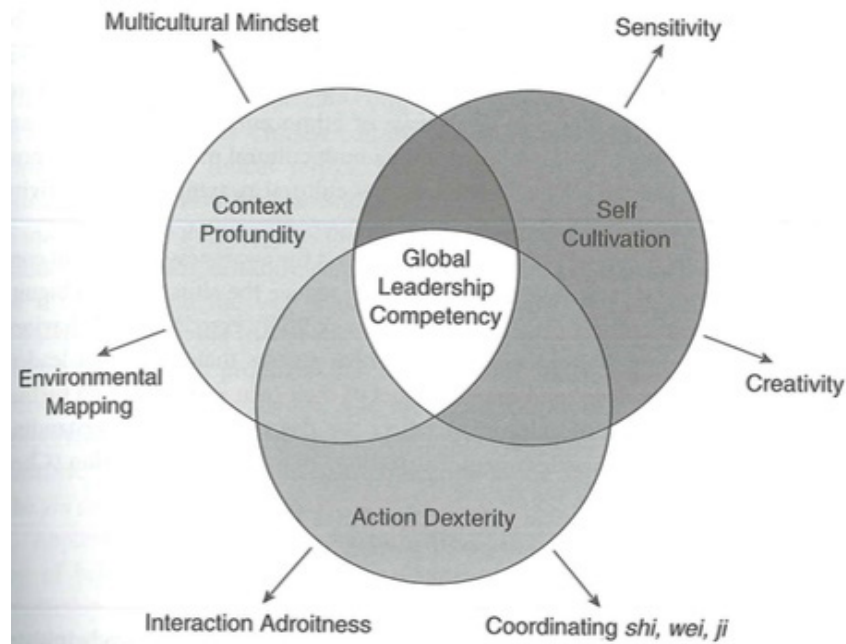 Multicultural Mindset
Sensitivity
Context
Profundity
Self
Cultivation
Global
Leadership
Competency
Environmental
Mapping
Creativity
Action Dexterity
Interaction Adroitness
Coordinating shi, wei, ji